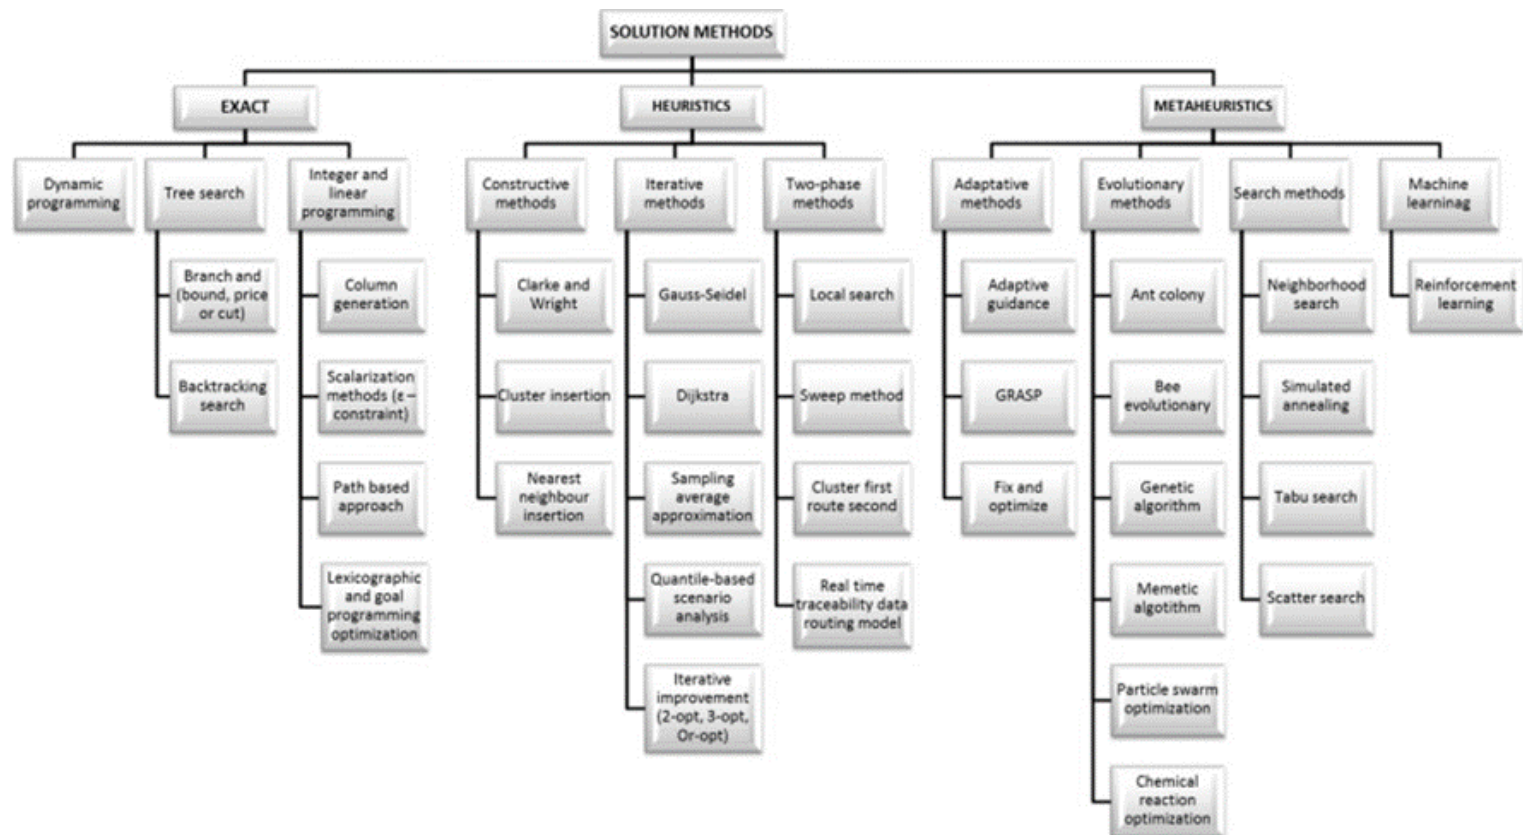 SOLUTION METHODS
EXACT
HEURISTICS
METAHEURISTICS
Dynamic
programming
Tree search
Integer and
linear
programming
Constructive
methods
Iterative
methods
Two-phase
methods
Adaptative
methods
Evolutionary
methods
Search methods
Machine
learninag
Branch and
(bound, price
or cut)
Backtracking
search
Column
generation
Scalarization
methods (ε –
constraint)
Path based
approach
Lexicographic
and goal
programming
optimization
Clarke and
Wright
Cluster insertion
Nearest
neighbour
insertion
Gauss-Seidel
Dijkstra
Sampling
average
approximation
Quantile-based
scenario
analysis
Iterative
improvement
(2-opt, 3-opt,
Or-opt)
Local search
Sweep method
Cluster first
route second
Real time
traceability data
routing model
Adaptive
guidance
GRASP
Fix and
optimize
Ant colony
Bee
evolutionary
Genetic
algorithm
Memetic
algotithm
Particle swarm
optimization
Chemical
reaction
optimization
Neighborhood
search
Simulated
annealing
Tabu search
Scatter search
Reinforcement
learning